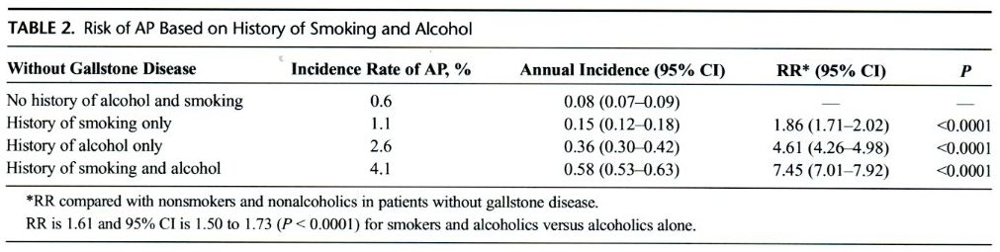 TABLE 2. Risk of AP Based on History of Smoking and Alcohol
Without Gallstone Disease Incidence Rate of AP, % Annual Incidence (95% CI) RR* (95% CI) P
No history of alcohol and smoking 0.6 0.08 (0.07–0.09) — —
History of smoking only 1.1 0.15 (0.12–0.18) 1.86 (1.71–2.02) <0.0001
History of alcohol only 2.6 0.36 (0.30–0.42) 4.61 (4.26–4.98) <0.0001
History of smoking and alcohol 4.1 0.58 (0.53–0.63) 7.45 (7.01–7.92) <0.0001
*RR compared with nonsmokers and nonalcoholics in patients without gallstone disease.
RR is 1.61 and 95% CI is 1.50 to 1.73 (P < 0.0001) for smokers and alcoholics versus alcoholics alone.